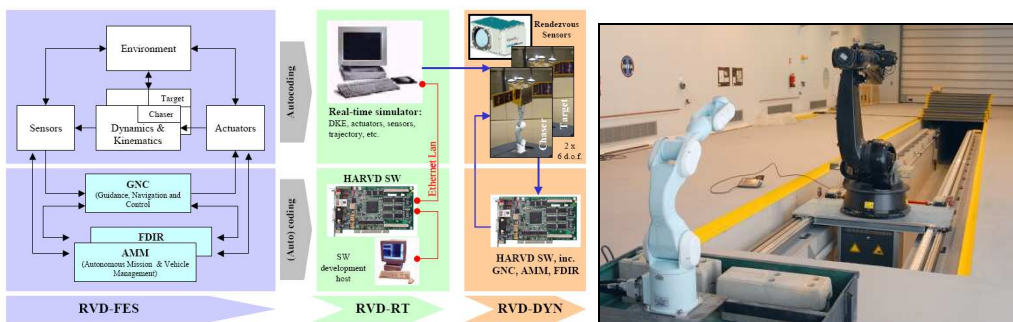 Environment
Target
Chaser
Sensors
Dynamics &
Kinematics
Actuators
GNC
(Guidance, Navigation and
Control)
FDIR
AMM
(Autonomous Mission & Vehicle
Management)
RVD-FES
Autocoding
(Auto) coding
Real-time simulator:
DKE, actuators, sensors,
trajectory, etc.
Ethernet Lan
HARVD SW
SW
development
host
RVD-RT
Rendezvous
Sensors
Chaser
Target
2 x
6 d.o.f.
HARVD SW, inc.
GNC, AMM, FDIR
RVD-DYN